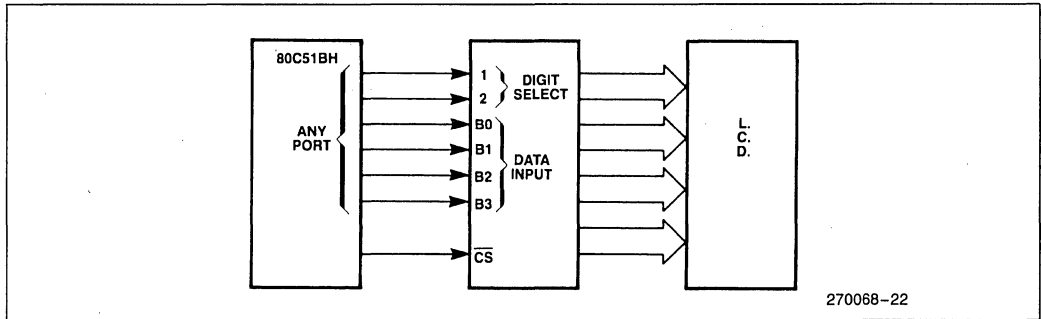 80C51BH
ANY
PORT
1
2
B0
B1
B2
B3
CS
DIGIT
SELECT
DATA
INPUT
L.
C.
D.
270068-22